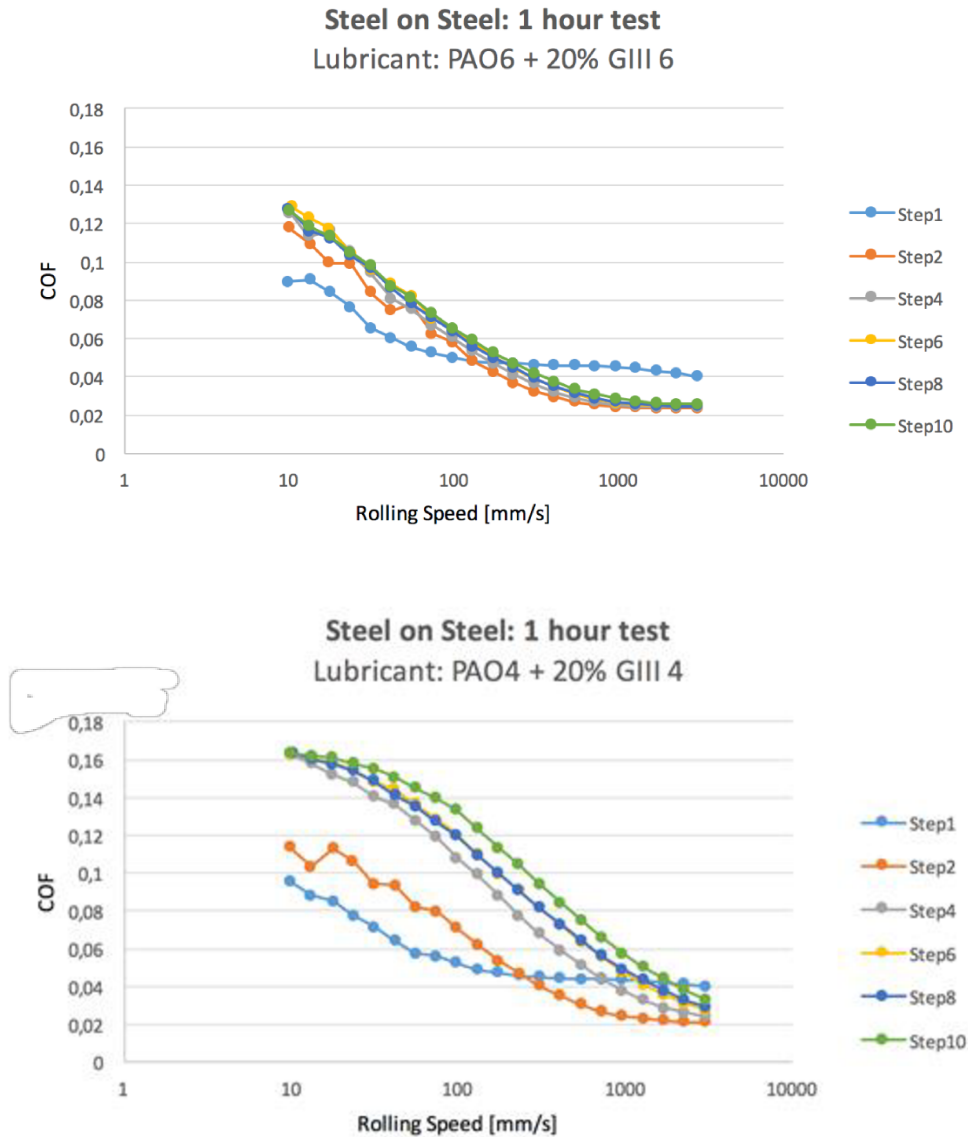 Steel on Steel: 1 hour test
Lubricant: PAO6 + 20% GIII 6
0,18
0,16
0,14
0,12
0,1
0,08
0,06
0,04
0,02
0
COF
1
10
100
1000
10000
Rolling Speed [mm/s]
Step1
Step2
Step4
Step6
Step8
Step10
Steel on Steel: 1 hour test
Lubricant: PAO4 + 20% GIII 4
0,18
0,16
0,14
0,12
0,1
0,08
0,06
0,04
0,02
0
COF
1
10
100
1000
10000
Rolling Speed [mm/s]
Step1
Step2
Step4
Step6
Step8
Step10